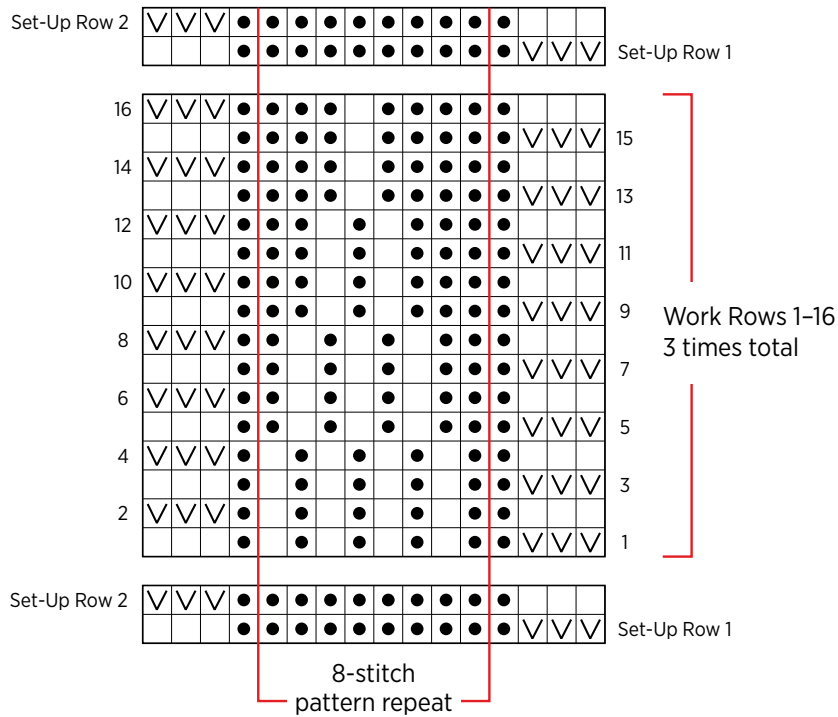 Set-Up Row 2
Set-Up Row 1
16
15
14
13
12
11
10
9
8
7
6
5
4
3
2
1
Work Rows 1–16
3 times total
Set-Up Row 2
Set-Up Row 1
8-stitch
pattern repeat